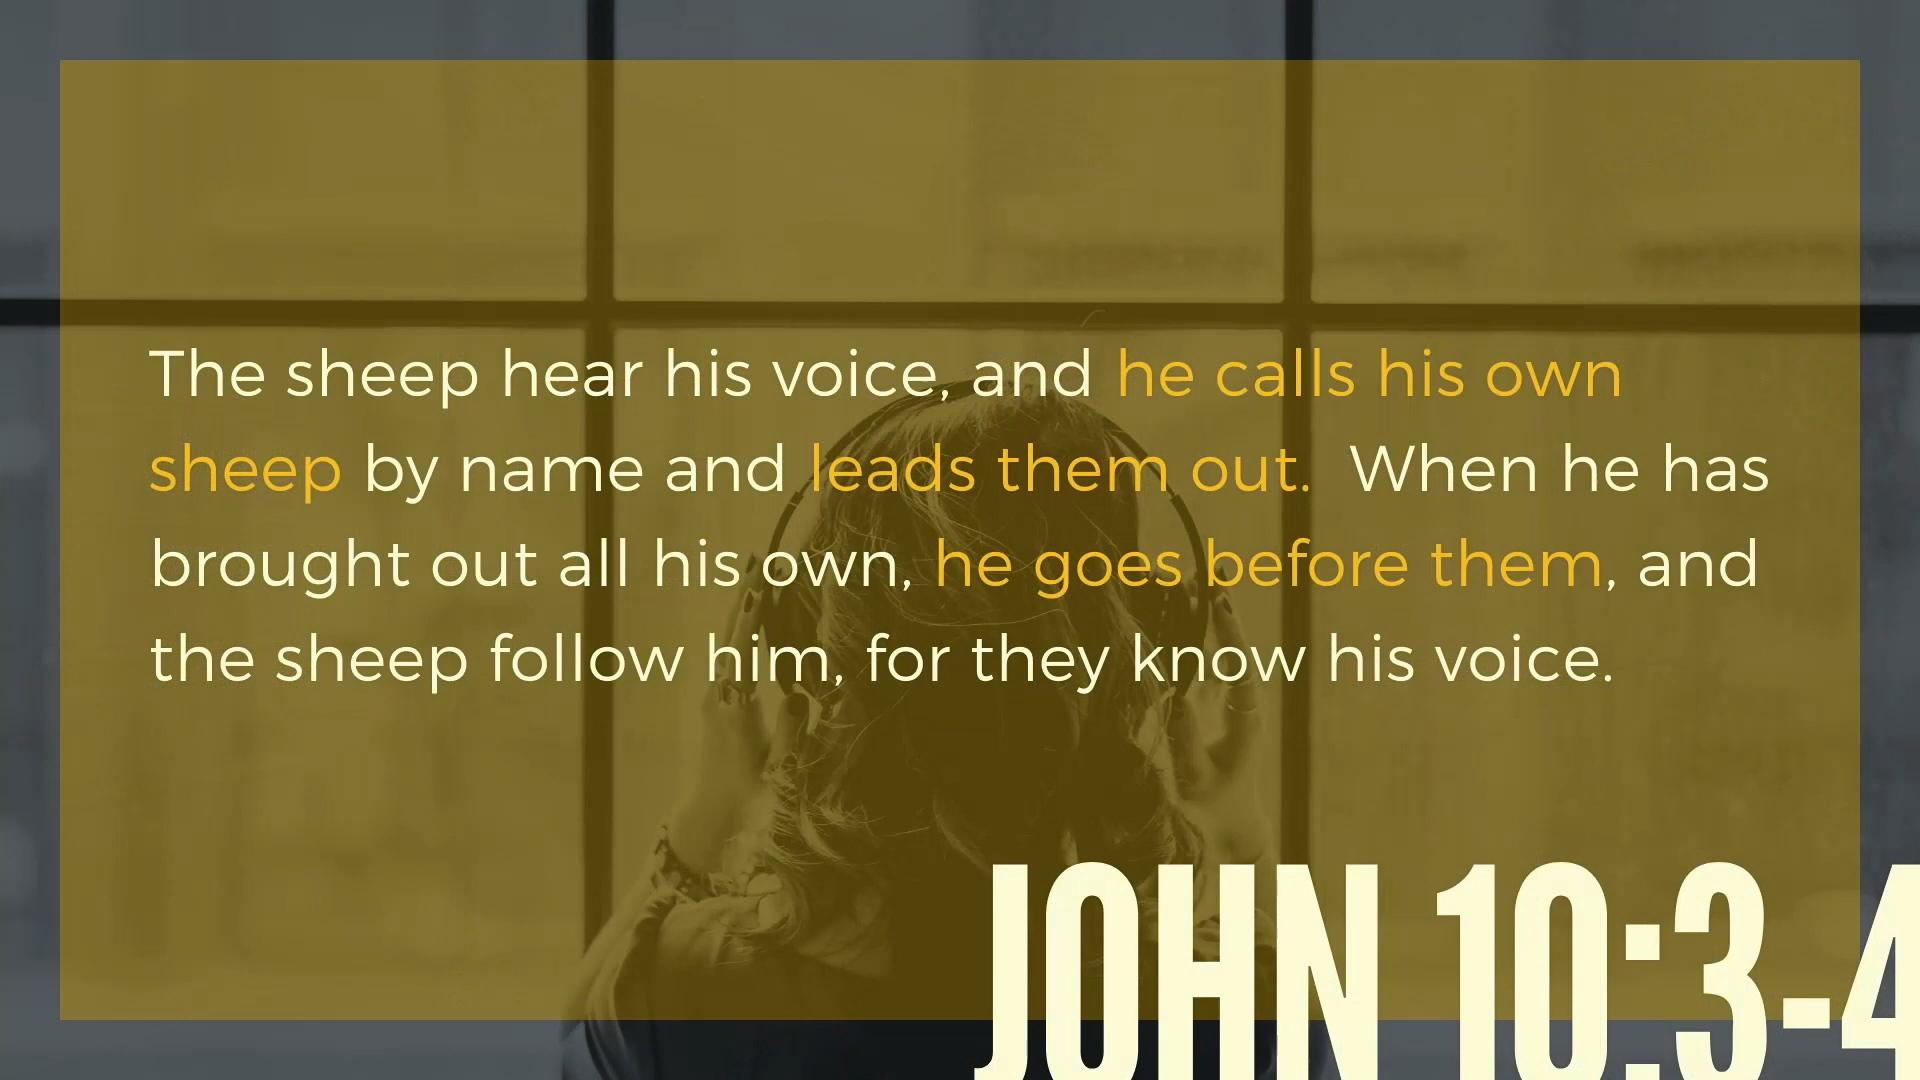 The sheep hear his voice, and he calls his own
sheep by name and leads them out.  When he has
brought out all his own, he goes before them, and
the sheep follow him, for they know his voice.
JOHN 10:3-4